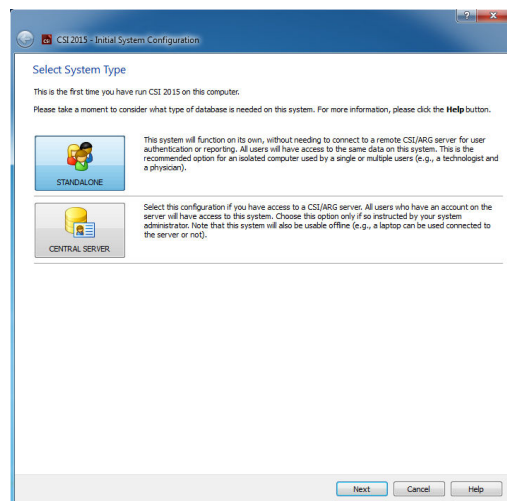 CSI 2015 - Initial System Configuration
Select System Type
This is the first time you have run CSI 2015 on this computer.
Please take a moment to consider what type of database is needed on this system. For more information, please click the Help button.
STANDALONE
This system will function on its own, without needing to connect to a remote CSI/ARG server for user
authentication or reporting. All users will have access to the same data on this system. This is the
recommended option for an isolated computer used by a single or multiple users (e.g., a technologist and
a physician).
CENTRAL SERVER
Select this configuration if you have access to a CSI/ARG server. All users who have an account on the
server will have access to this system. Choose this option only if so instructed by your system
administrator. Note that this system will also be usable offline (e.g., a laptop can be used connected to
the server or not).
Next
Cancel
Help